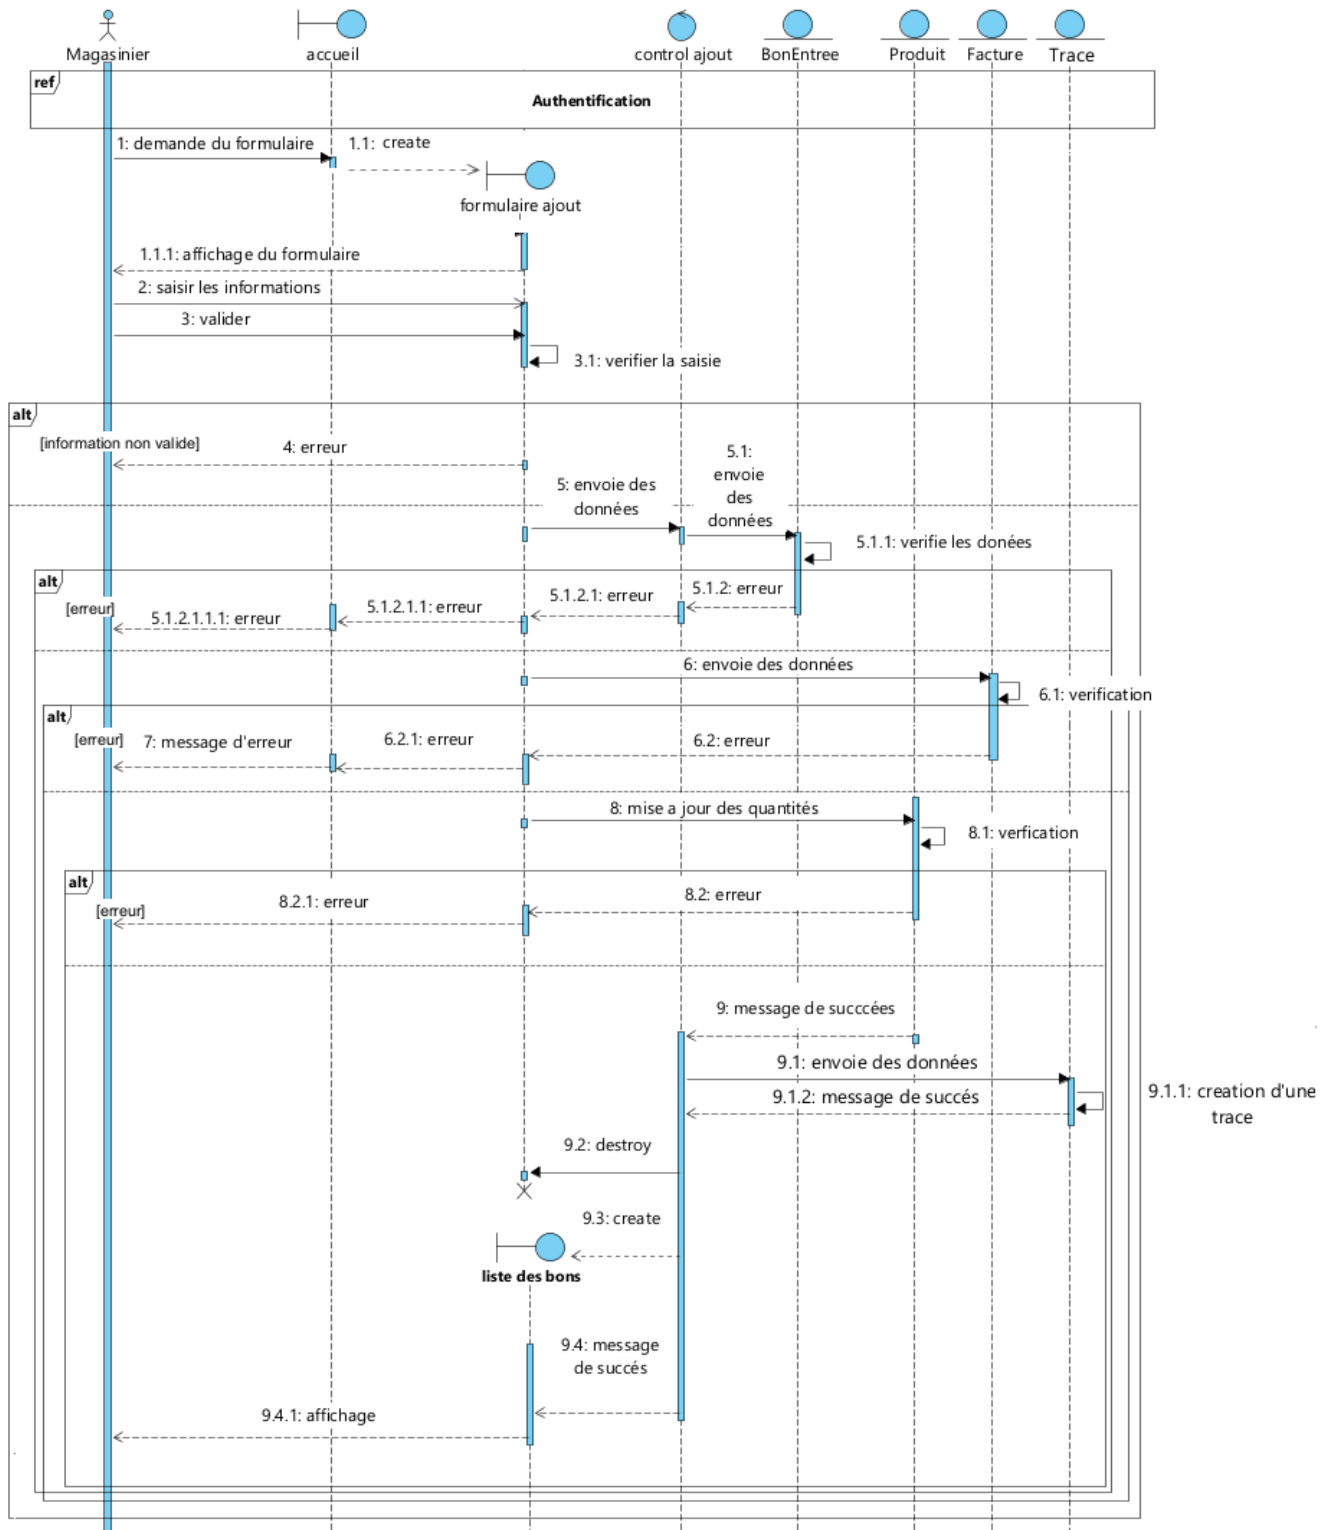 Magasinier
accueil
control ajout
BonEntree
Produit
Facture
Trace
ref
Authentification
1: demande du formulaire
1.1: create
formulaire ajout
1.1.1: affichage du formulaire
2: saisir les informations
3: valider
3.1: verifier la saisie
alt
[information non valide]
4: erreur
5: envoie des
données
5.1:
envoie
des
données
5.1.1: verifie les donées
alt
[erreur]
5.1.2: erreur
5.1.2.1: erreur
5.1.2.1.1: erreur
5.1.2.1.1.1: erreur
6: envoie des données
6.1: verification
alt
[erreur]
7: message d'erreur
6.2.1: erreur
6.2: erreur
8: mise a jour des quantités
8.1: verfication
alt
[erreur]
8.2.1: erreur
8.2: erreur
9: message de succcées
9.1: envoie des données
9.1.2: message de succés
9.1.1: creation d'une
trace
9.2: destroy
9.3: create
liste des bons
9.4: message
de succés
9.4.1: affichage